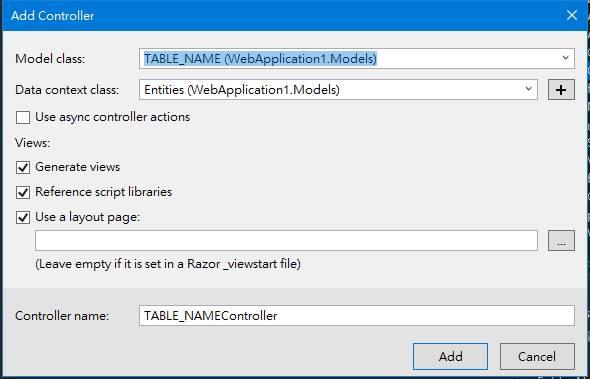 Add Controller
Model class: TABLE_NAME (WebApplication1.Models)
Data context class: Entities (WebApplication1.Models) +
Use async controller actions
Views:
Generate views
Reference script libraries
Use a layout page:
...
(Leave empty if it is set in a Razor _viewstart file)
Controller name: TABLE_NAMEController
Add Cancel